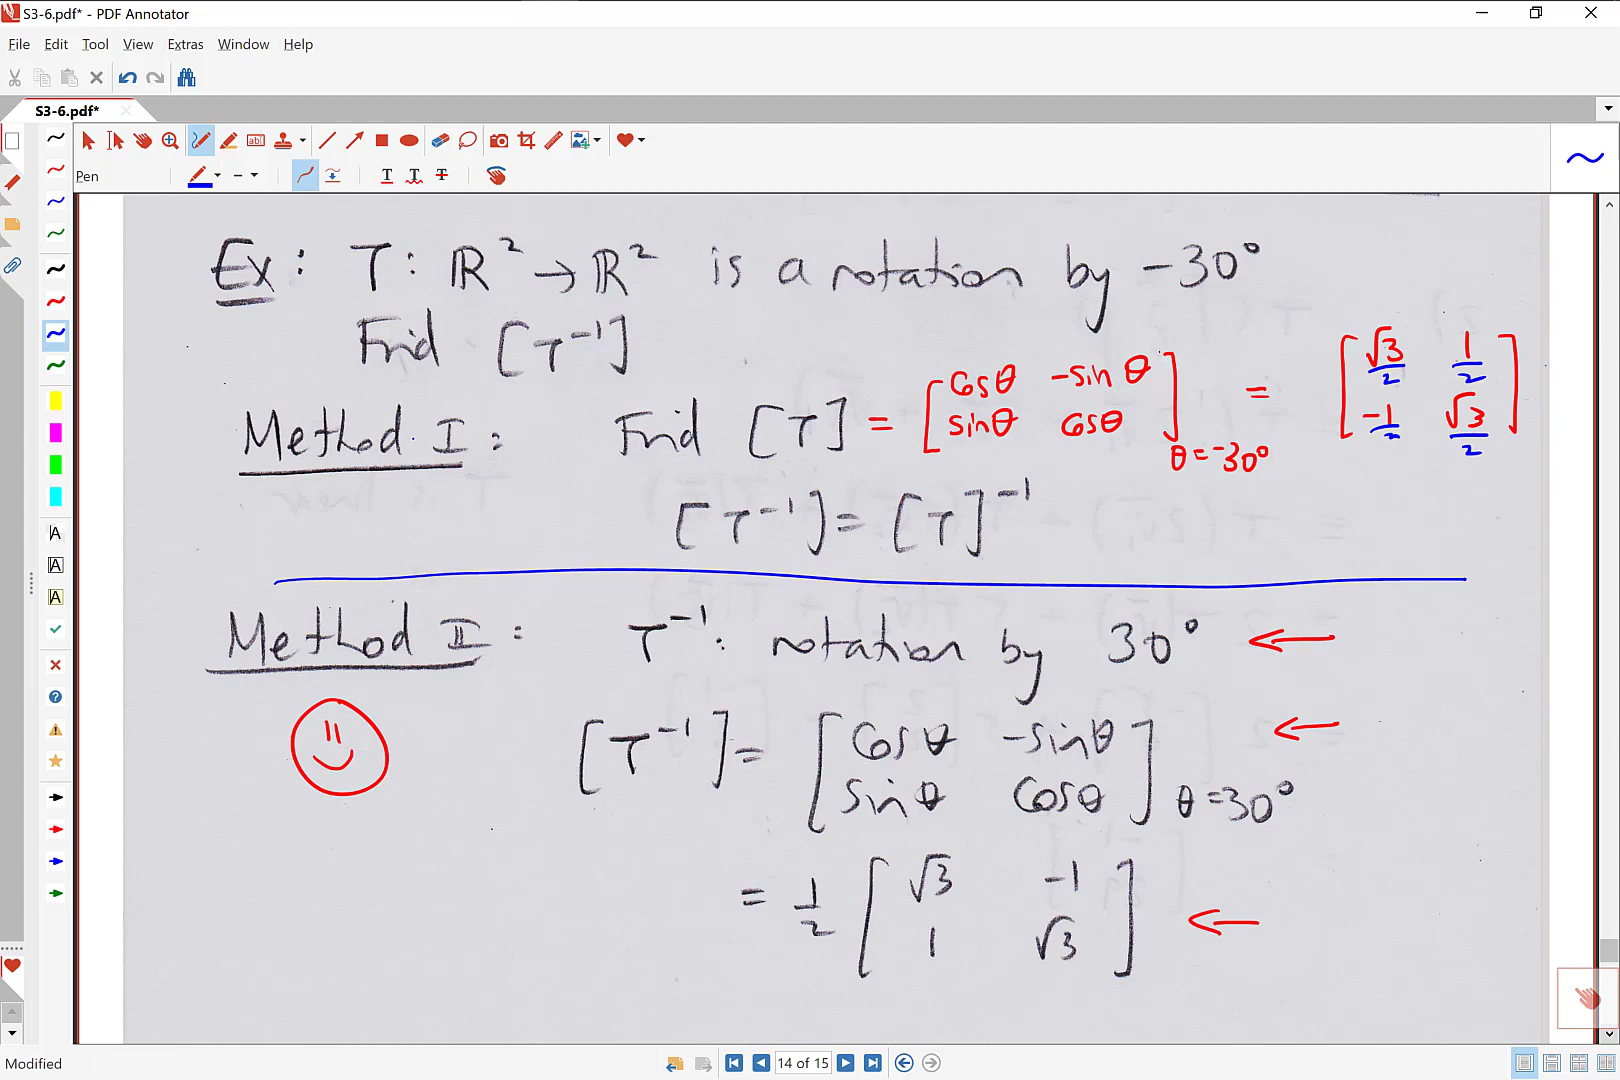 S3-6.pdf* - PDF Annotator
File Edit Tool View Extras Window Help
S3-6.pdf*
Pen
Ex: T: ℝ² → ℝ² is a rotation by -30°
Find [T⁻¹]
Method I: Find [T] = [cosθ -sinθ; sinθ cosθ] θ=-30° = [√3/2 1/2; -1/2 √3/2]
[T⁻¹] = [T]⁻¹
Method II: T⁻¹: rotation by 30° ←
[T⁻¹] = [cosθ -sinθ; sinθ cosθ] θ=30° ←
= 1/2 [√3 -1; 1 √3] ←
Modified
14 of 15